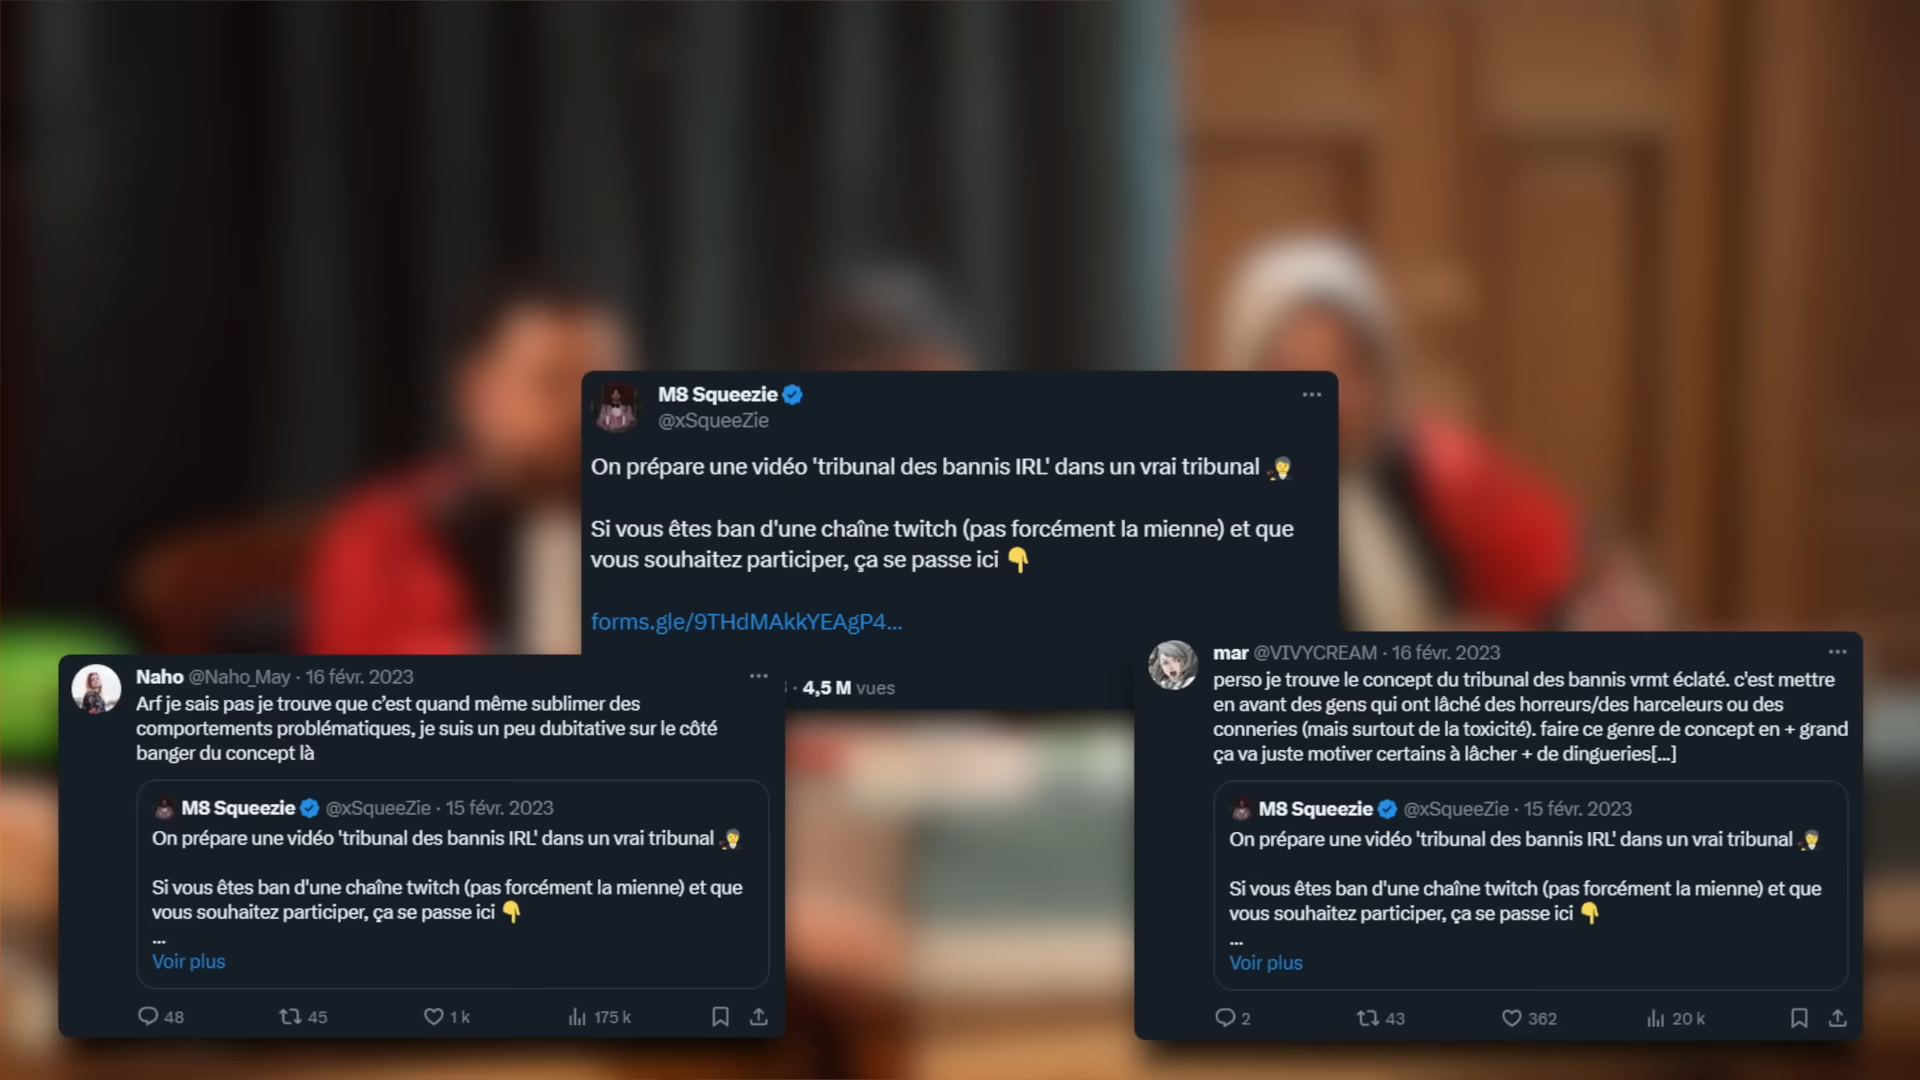 M8 Squeezie
@xSqueeZie
On prépare une vidéo 'tribunal des bannis IRL' dans un vrai tribunal 🧑‍⚖️
Si vous êtes ban d'une chaîne twitch (pas forcément la mienne) et que
vous souhaitez participer, ça se passe ici 👇
forms.gle/9THdMAkkYEAgP4...
· 4,5 M vues
Naho @Naho_May · 16 févr. 2023
Arf je sais pas je trouve que c’est quand même sublimer des
comportements problématiques, je suis un peu dubitative sur le côté
banger du concept là
M8 Squeezie @xSqueeZie · 15 févr. 2023
On prépare une vidéo 'tribunal des bannis IRL' dans un vrai tribunal 🧑‍⚖️
Si vous êtes ban d'une chaîne twitch (pas forcément la mienne) et que
vous souhaitez participer, ça se passe ici 👇
...
Voir plus
48 45 1 k 175 k
mar @VIVYCREAM · 16 févr. 2023
perso je trouve le concept du tribunal des bannis vrmt éclaté. c'est mettre
en avant des gens qui ont lâché des horreurs/des harceleurs ou des
conneries (mais surtout de la toxicité). faire ce genre de concept en + grand
ça va juste motiver certains à lâcher + de dingueries[...]
M8 Squeezie @xSqueeZie · 15 févr. 2023
On prépare une vidéo 'tribunal des bannis IRL' dans un vrai tribunal 🧑‍⚖️
Si vous êtes ban d'une chaîne twitch (pas forcément la mienne) et que
vous souhaitez participer, ça se passe ici 👇
...
Voir plus
2 43 362 20 k